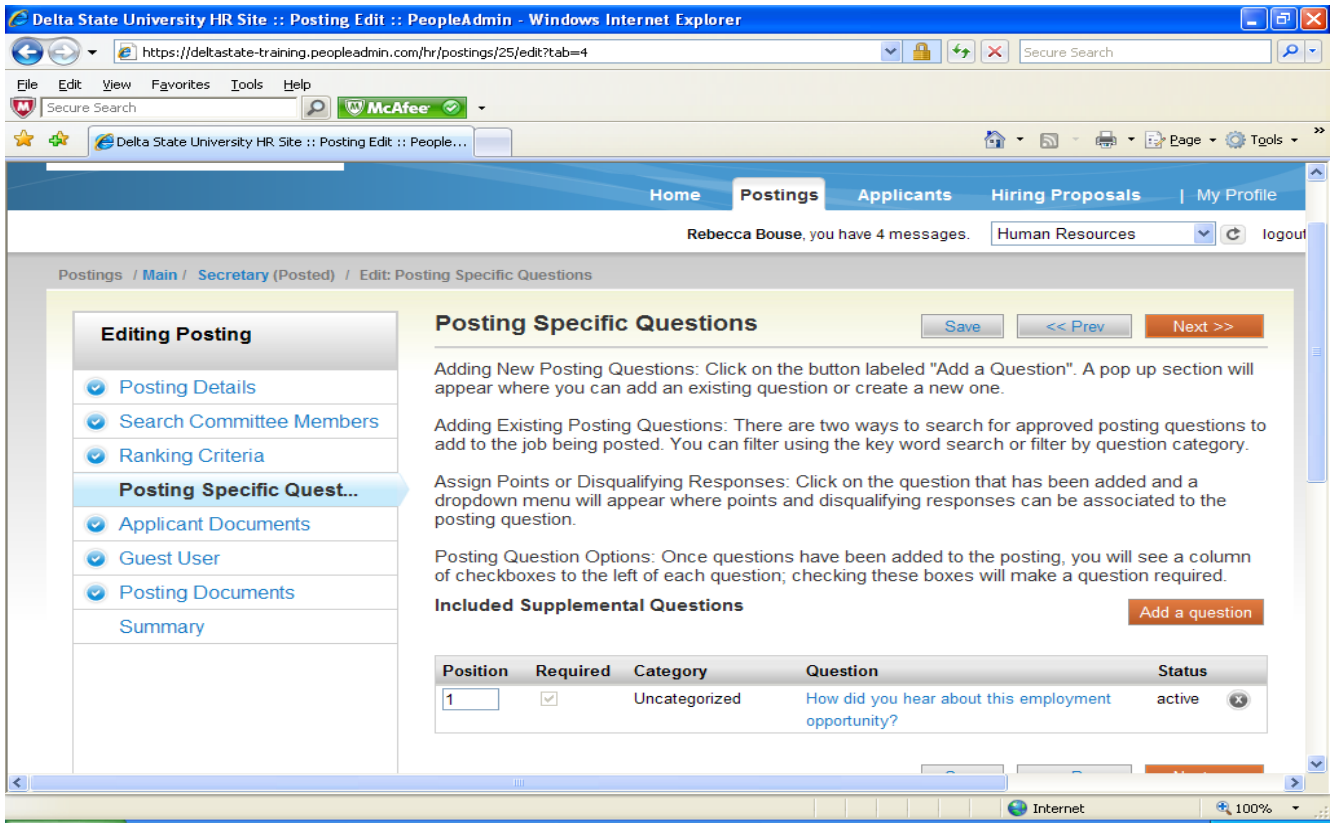 Delta State University HR Site :: Posting Edit :: PeopleAdmin - Windows Internet Explorer
https://deltastate-training.peopleadmin.com/hr/postings/25/edit?tab=4
Secure Search
File Edit View Favorites Tools Help
Secure Search McAfee
Delta State University HR Site :: Posting Edit :: People...
Page Tools
Home Postings Applicants Hiring Proposals | My Profile
Rebecca Bouse, you have 4 messages. Human Resources logout
Postings / Main / Secretary (Posted) / Edit: Posting Specific Questions
Editing Posting
Posting Details
Search Committee Members
Ranking Criteria
Posting Specific Quest...
Applicant Documents
Guest User
Posting Documents
Summary
Posting Specific Questions
Save << Prev Next >>
Adding New Posting Questions: Click on the button labeled "Add a Question". A pop up section will
appear where you can add an existing question or create a new one.
Adding Existing Posting Questions: There are two ways to search for approved posting questions to
add to the job being posted. You can filter using the key word search or filter by question category.
Assign Points or Disqualifying Responses: Click on the question that has been added and a
dropdown menu will appear where points and disqualifying responses can be associated to the
posting question.
Posting Question Options: Once questions have been added to the posting, you will see a column
of checkboxes to the left of each question; checking these boxes will make a question required.
Included Supplemental Questions
Add a question
Position Required Category Question Status
1 Uncategorized How did you hear about this employment active
opportunity?
Internet 100%